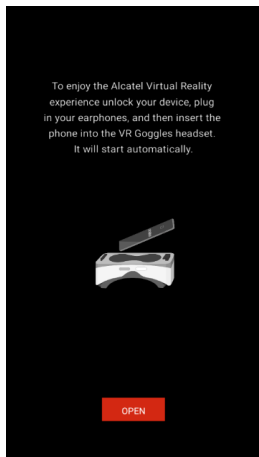 To enjoy the Alcatel Virtual Reality
experience unlock your device, plug
in your earphones, and then insert the
phone into the VR Goggles headset.
It will start automatically.
OPEN